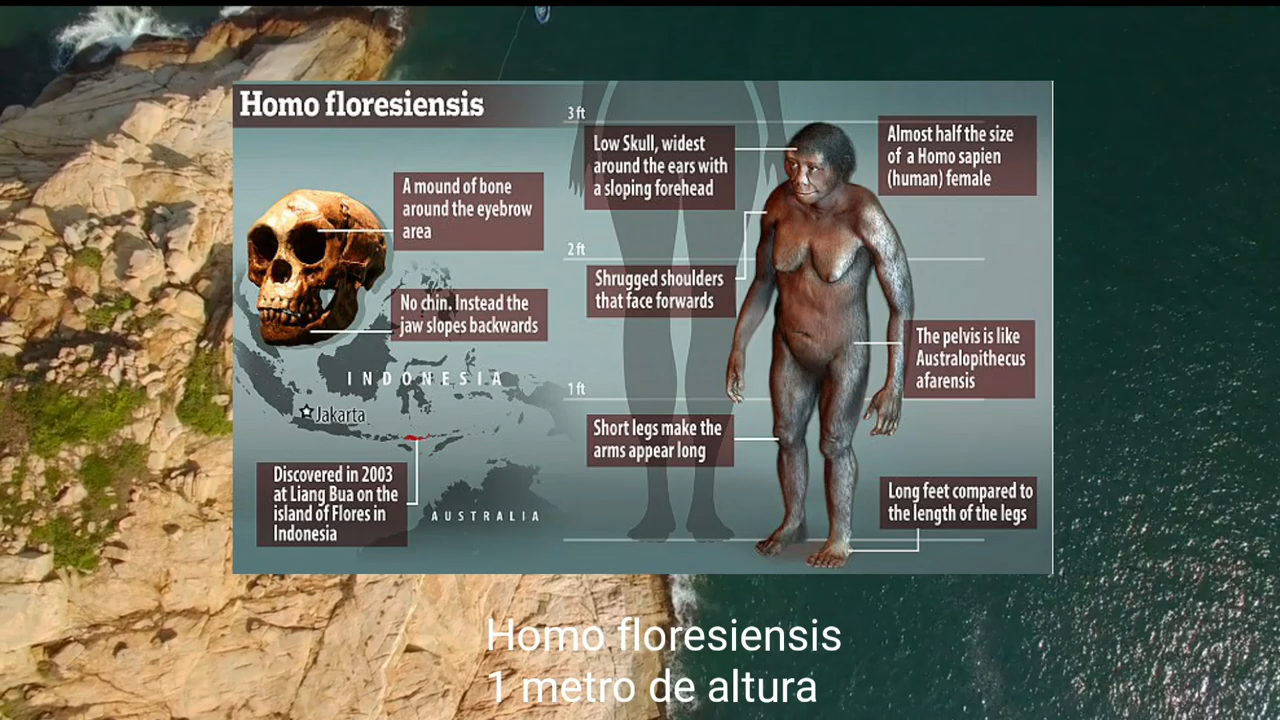 Homo floresiensis
A mound of bone
around the eyebrow
area
No chin. Instead the
jaw slopes backwards
INDONESIA
Jakarta
Discovered in 2003
at Liang Bua on the
island of Flores in
Indonesia
AUSTRALIA
3 ft
Low Skull, widest
around the ears with
a sloping forehead
2 ft
Shrugged shoulders
that face forwards
1 ft
Short legs make the
arms appear long
Almost half the size
of a Homo sapien
(human) female
The pelvis is like
Australopithecus
afarensis
Long feet compared to
the length of the legs
Homo floresiensis
1 metro de altura